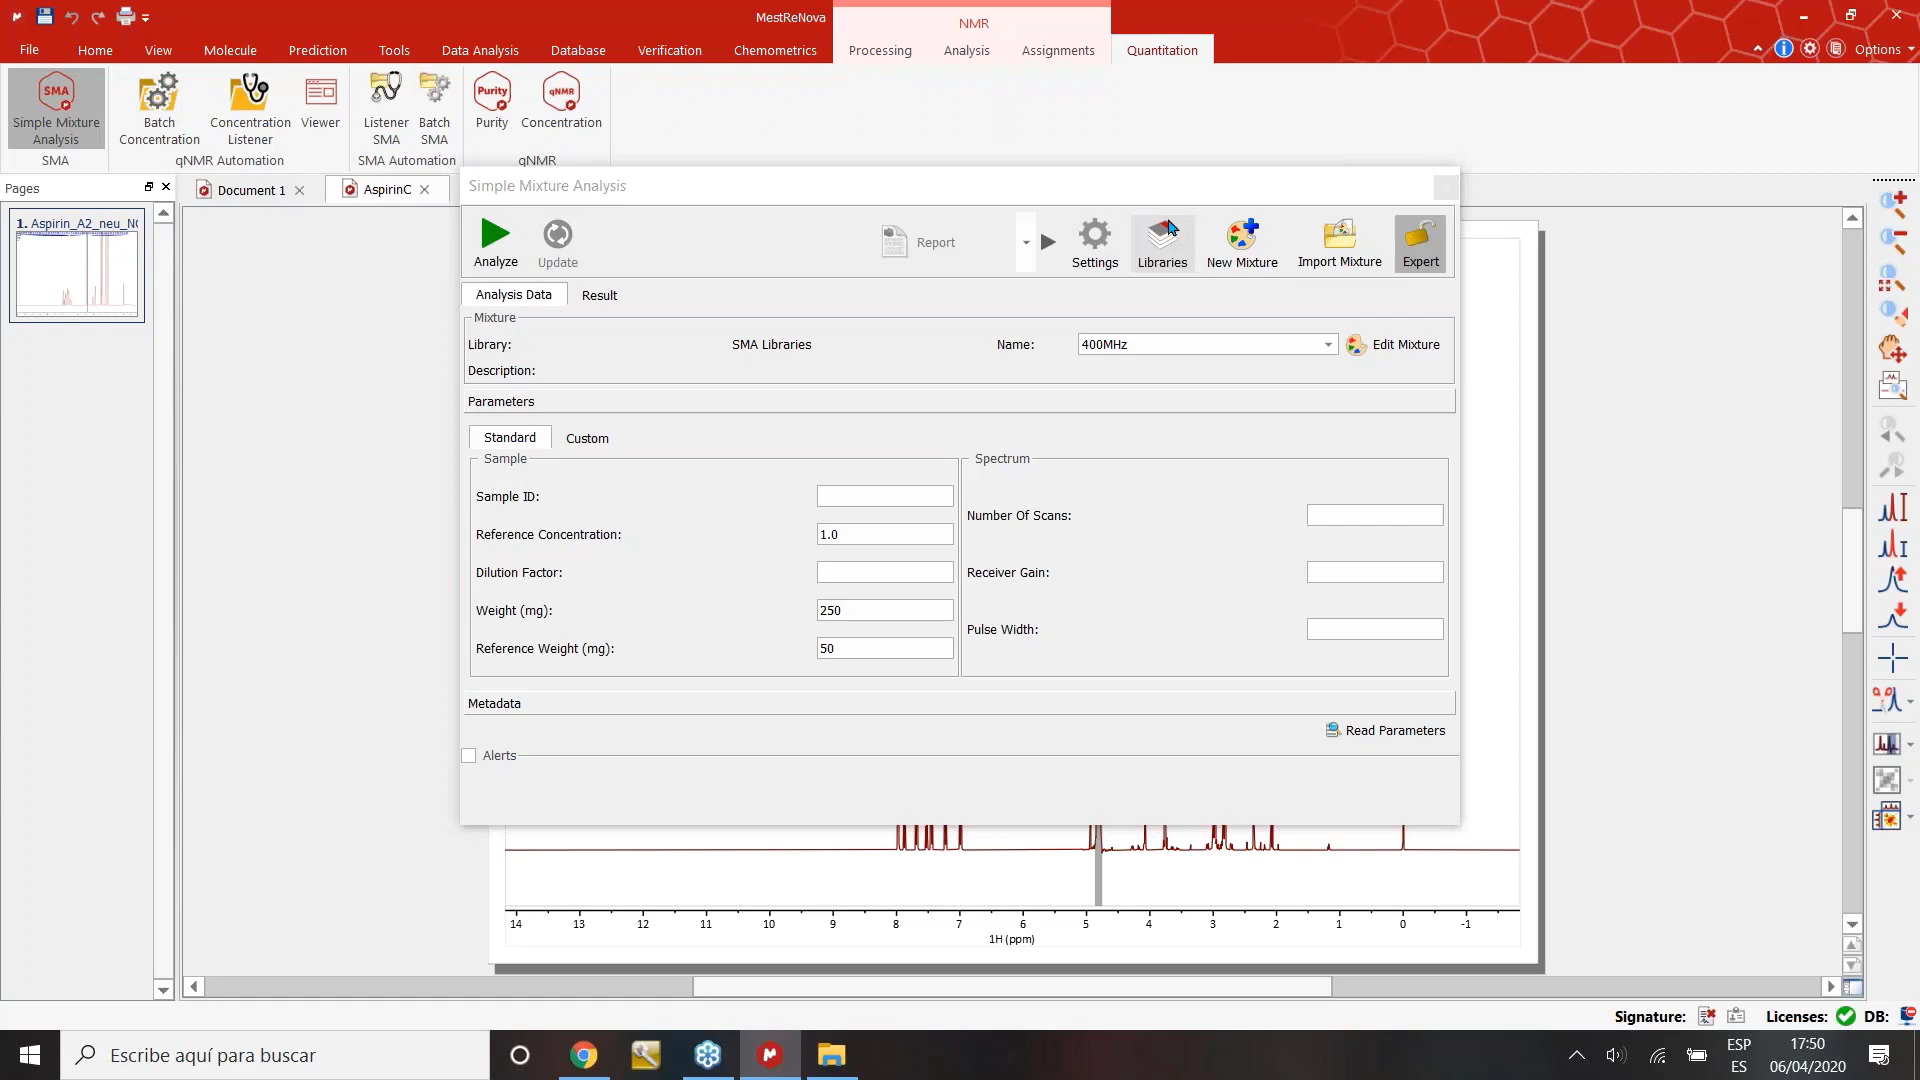 MestReNova
NMR
File Home View Molecule Prediction Tools Data Analysis Database Verification Chemometrics Processing Analysis Assignments Quantitation Options
SMA Purity qNMR
Simple Mixture Analysis
Batch Concentration
Concentration Listener
Viewer
Listener SMA
Batch SMA
Purity
Concentration
SMA qNMR Automation SMA Automation qNMR
Pages
Document 1
AspirinC
1. Aspirin_A2_neu_N
Simple Mixture Analysis
Analyze
Update
Report
Settings
Libraries
New Mixture
Import Mixture
Expert
Analysis Data Result
Mixture
Library: SMA Libraries Name: 400MHz Edit Mixture
Description:
Parameters
Standard Custom
Sample Spectrum
Sample ID:
Number Of Scans:
Reference Concentration: 1.0
Dilution Factor:
Receiver Gain:
Weight (mg): 250
Pulse Width:
Reference Weight (mg): 50
Metadata
Read Parameters
Alerts
14 13 12 11 10 9 8 7 6 5 4 3 2 1 0 -1
1H (ppm)
Signature: Licenses: DB:
Escribe aquí para buscar
ESP
ES
17:50
06/04/2020